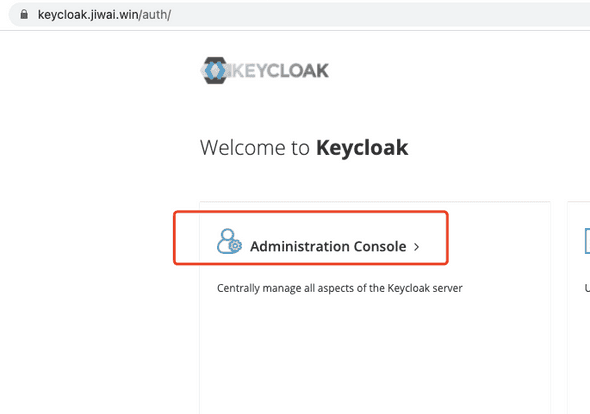 keycloak.jiwai.win/auth/
KEYCLOAK
Welcome to Keycloak
Administration Console >
Centrally manage all aspects of the Keycloak server
U